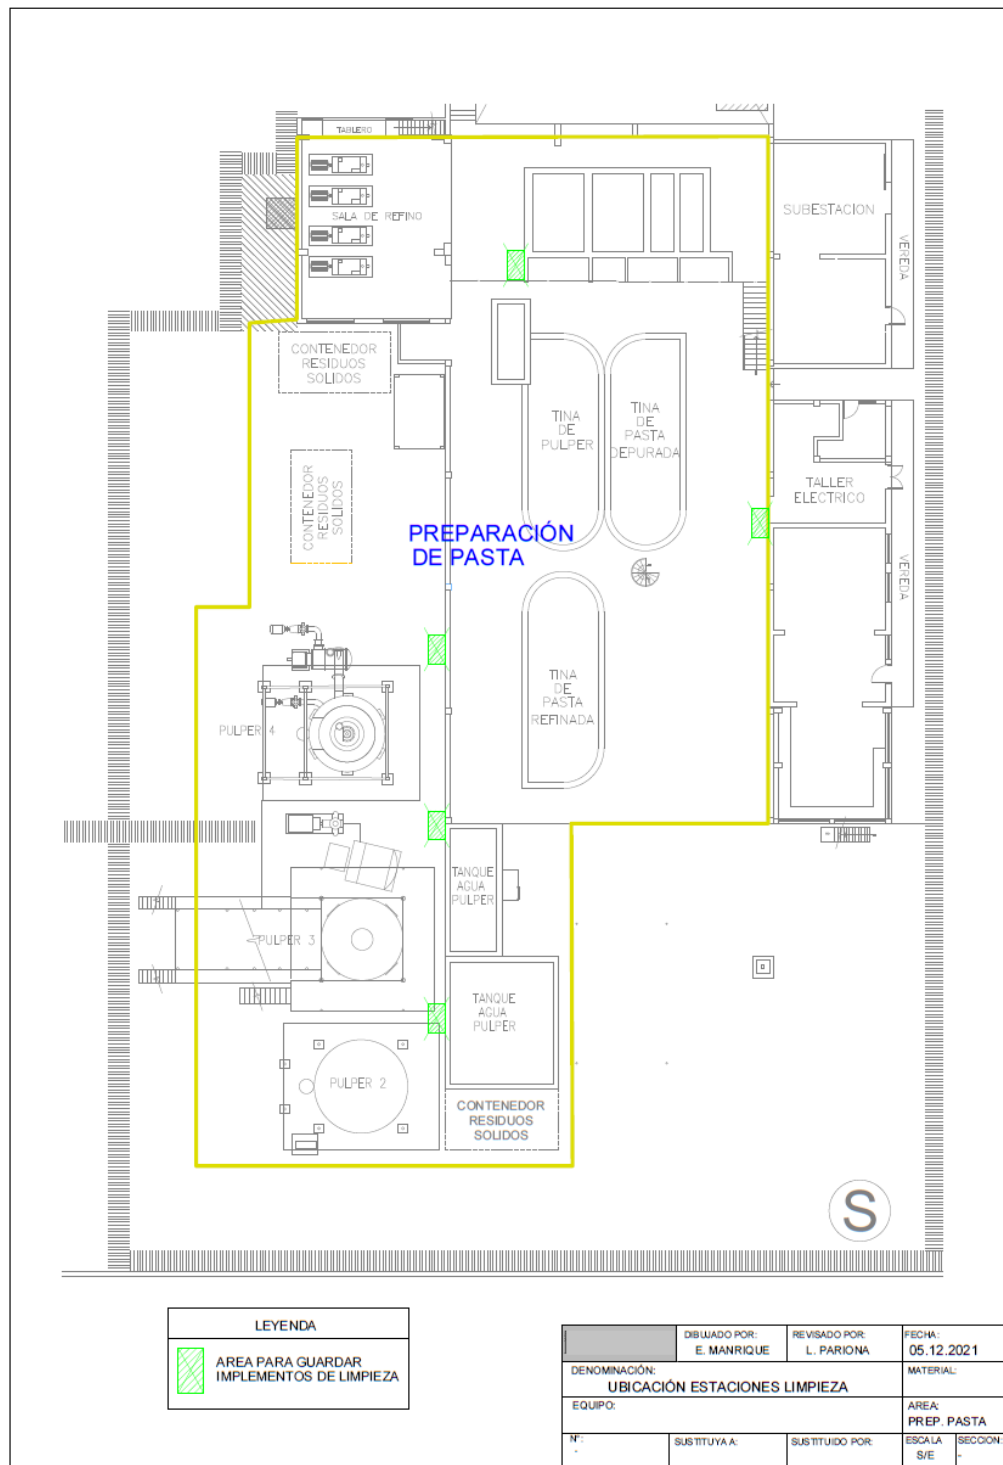 TABLERO
SALA DE REFINO
SUBESTACION
VEREDA
CONTENEDOR
RESIDUOS
SOLIDOS
TINA
DE
PULPER
TINA
DE
PASTA
DEPURADA
CONTENEDOR
RESIDUOS
SOLIDOS
TALLER
ELECTRICO
PREPARACIÓN
DE PASTA
VEREDA
TINA
DE
PASTA
REFINADA
PULPER 4
TANQUE
AGUA
PULPER
PULPER 3
TANQUE
AGUA
PULPER
PULPER 2
CONTENEDOR
RESIDUOS
SOLIDOS
S
LEYENDA
AREA PARA GUARDAR
IMPLEMENTOS DE LIMPIEZA
DIBUJADO POR:
E. MANRIQUE
REVISADO POR:
L. PARIONA
FECHA:
05.12.2021
DENOMINACIÓN:
UBICACIÓN ESTACIONES LIMPIEZA
MATERIAL:
EQUIPO:
AREA:
PREP. PASTA
N°:
-
SUSTITUYA A:
SUSTITUIDO POR:
ESCALA
S/E
SECCION:
-